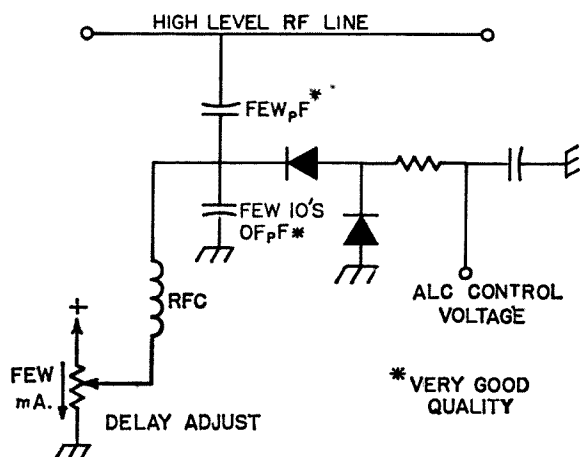 HIGH LEVEL RF LINE
FEW pF*
FEW 10'S
OF pF*
RFC
ALC CONTROL
VOLTAGE
+
FEW
mA.
DELAY ADJUST
*VERY GOOD
QUALITY